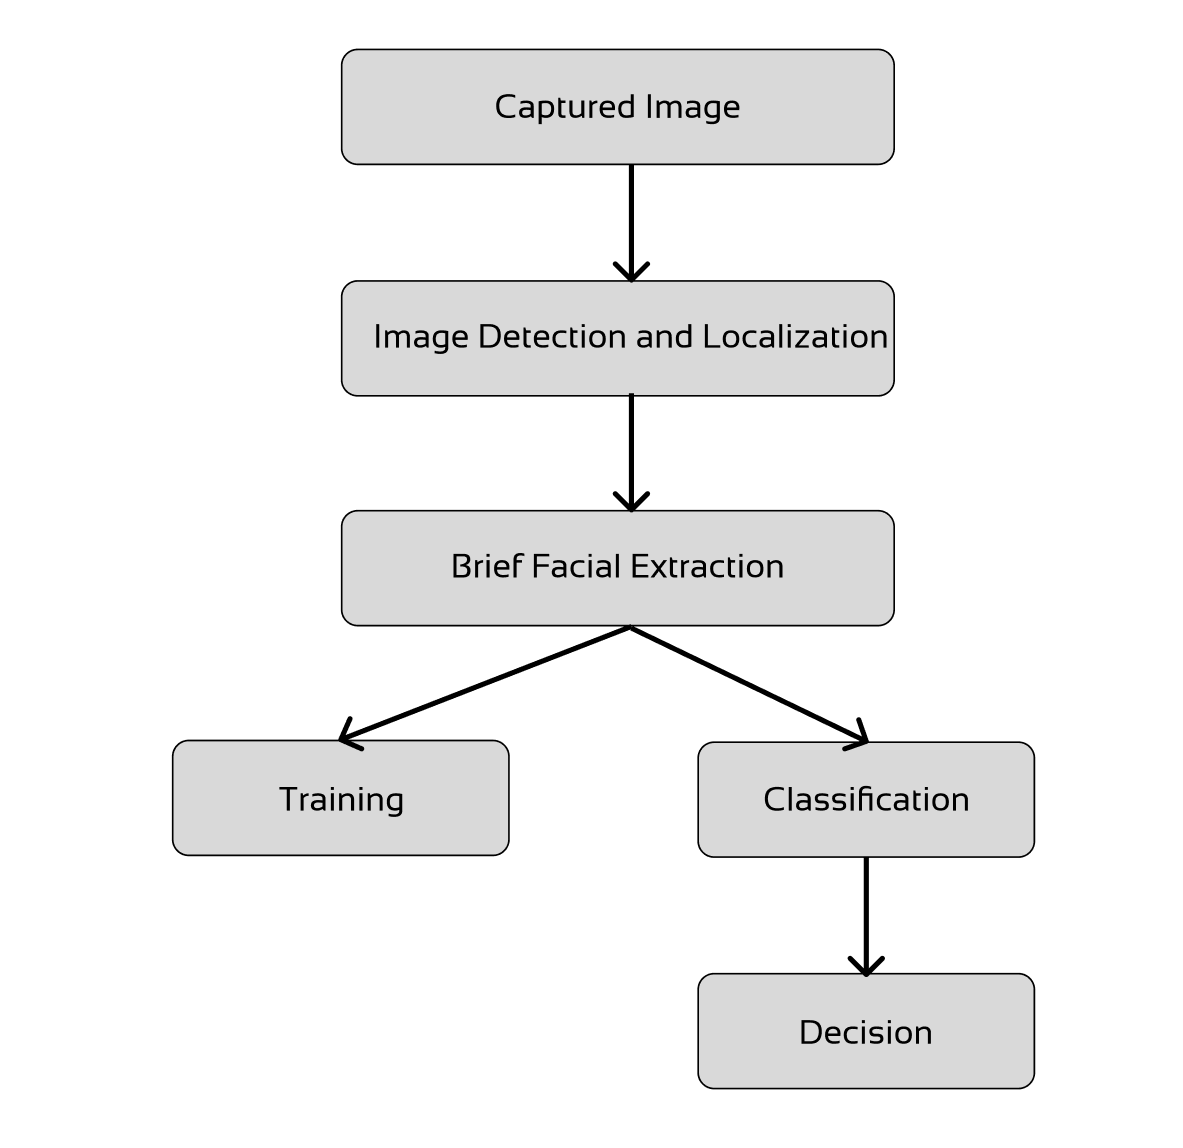 Captured Image
Image Detection and Localization
Brief Facial Extraction
Training
Classification
Decision